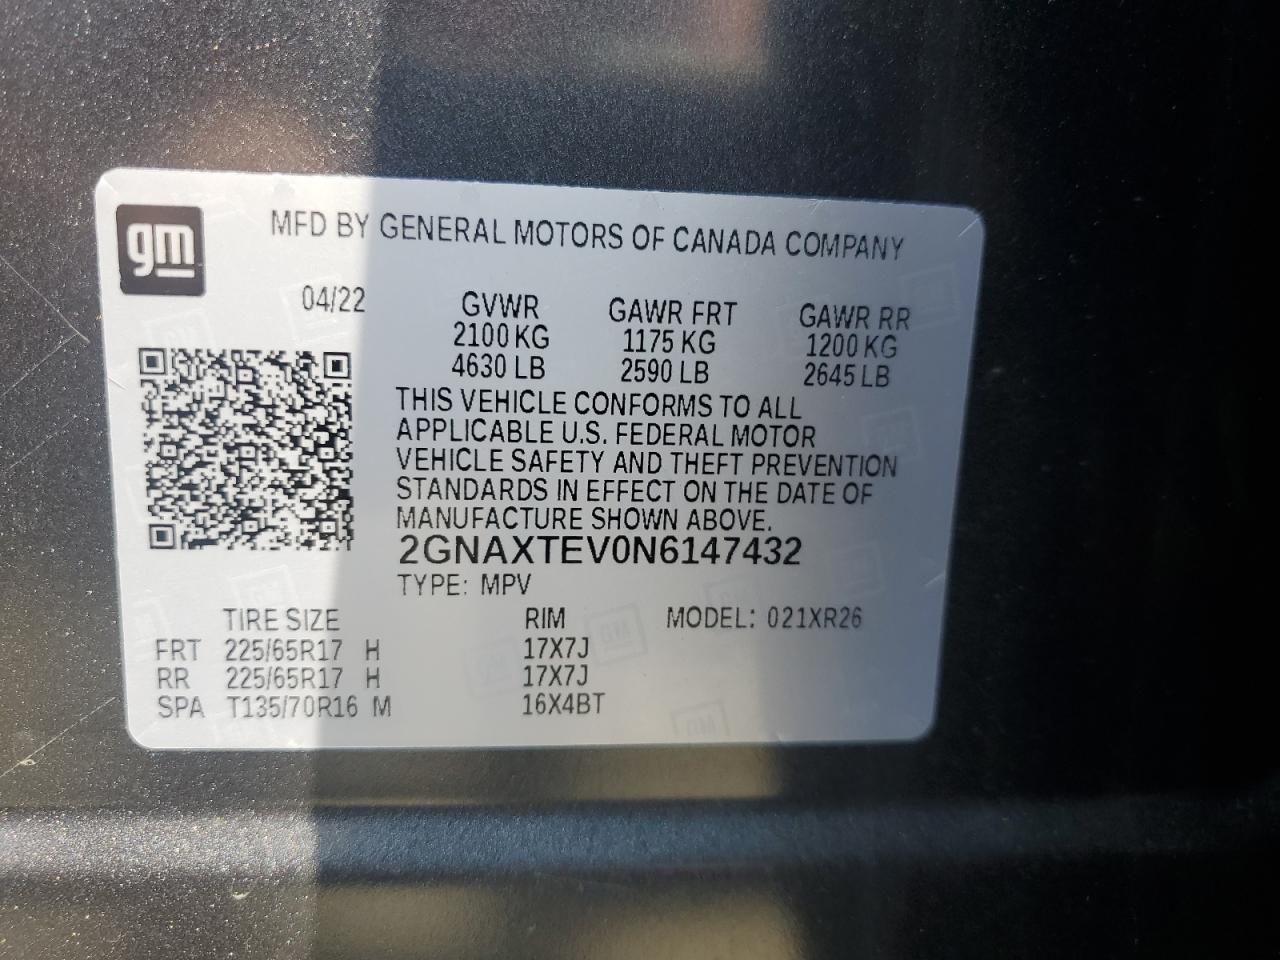 gm
MFD BY GENERAL MOTORS OF CANADA COMPANY
04/22 GVWR GAWR FRT GAWR RR
2100 KG 1175 KG 1200 KG
4630 LB 2590 LB 2645 LB
THIS VEHICLE CONFORMS TO ALL
APPLICABLE U.S. FEDERAL MOTOR
VEHICLE SAFETY AND THEFT PREVENTION
STANDARDS IN EFFECT ON THE DATE OF
MANUFACTURE SHOWN ABOVE.
2GNAXTEV0N6147432
TYPE: MPV
TIRE SIZE RIM MODEL: 021XR26
FRT 225/65R17 H 17X7J
RR 225/65R17 H 17X7J
SPA T135/70R16 M 16X4BT